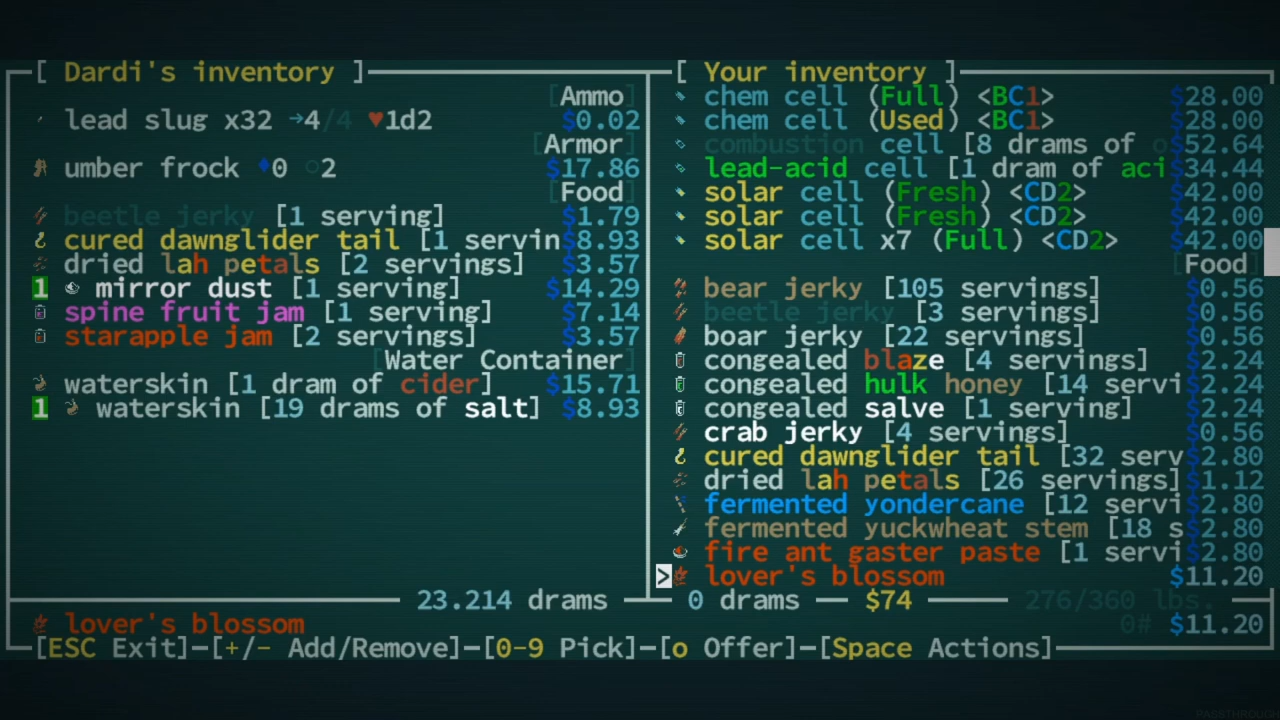 [ Dardi's inventory ]
[Ammo]
lead slug x32 →4/4 ♥1d2 $0.02
[Armor]
umber frock ♦0 ○2 $17.86
[Food]
beetle jerky [1 serving] $1.79
cured dawnglider tail [1 servin $8.93
dried lah petals [2 servings] $3.57
1 mirror dust [1 serving] $14.29
spine fruit jam [1 serving] $7.14
starapple jam [2 servings] $3.57
[Water Container]
waterskin [1 dram of cider] $15.71
1 waterskin [19 drams of salt] $8.93
23.214 drams
[ Your inventory ]
chem cell (Full) <BC1> $28.00
chem cell (Used) <BC1> $28.00
combustion cell [8 drams of o $52.64
lead-acid cell [1 dram of aci $34.44
solar cell (Fresh) <CD2> $42.00
solar cell (Fresh) <CD2> $42.00
solar cell x7 (Full) <CD2> $42.00
[Food]
bear jerky [105 servings] $0.56
beetle jerky [3 servings] $0.56
boar jerky [22 servings] $0.56
congealed blaze [4 servings] $2.24
congealed hulk honey [14 servi $2.24
congealed salve [1 serving] $2.24
crab jerky [4 servings] $0.56
cured dawnglider tail [32 serv $2.80
dried lah petals [26 servings] $1.12
fermented yondercane [12 servi $2.80
fermented yuckwheat stem [18 s $2.80
fire ant gaster paste [1 servi $2.80
> lover's blossom $11.20
0 drams — $74 — 276/360 lbs.
lover's blossom 0# $11.20
[ESC Exit]—[+/- Add/Remove]—[0-9 Pick]—[o Offer]—[Space Actions]